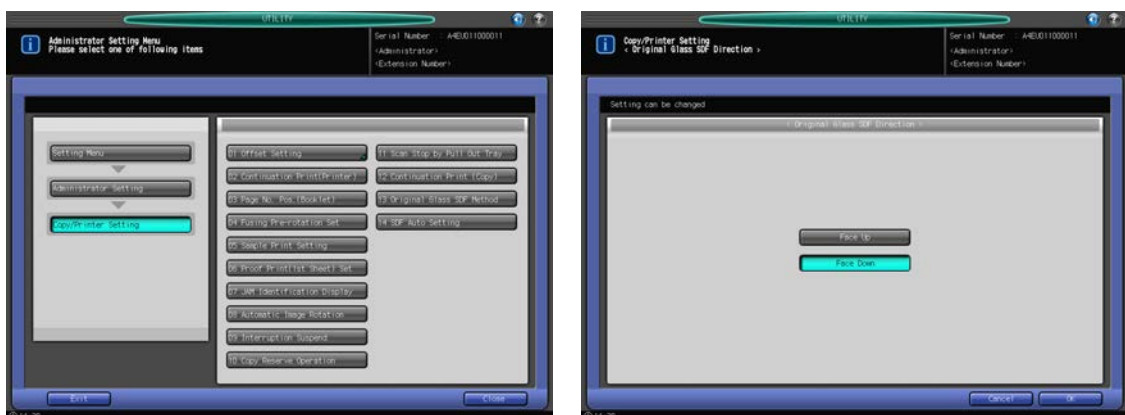 UTILITY
Administrator Setting Menu
Please select one of following items
Serial Number : A4EU011000011
<Administrator>
<Extension Number>
Setting Menu
Administrator Setting
Copy/Printer Setting
01 Offset Setting
02 Continuation Print(Printer)
03 Page No. Pos.(Booklet)
04 Fusing Pre-rotation Set
05 Sample Print Setting
06 Proof Print(1st Sheet) Set
07 JAM Identification Display
08 Automatic Image Rotation
09 Interruption Suspend
10 Copy Reserve Operation
11 Scan Stop by Pull Out Tray
12 Continuation Print (Copy)
13 Original Glass SDF Method
14 SDF Auto Setting
Exit
Close
UTILITY
Copy/Printer Setting
< Original Glass SDF Direction >
Serial Number : A4EU011000011
<Administrator>
<Extension Number>
Setting can be changed
< Original Glass SDF Direction >
Face Up
Face Down
Cancel
OK